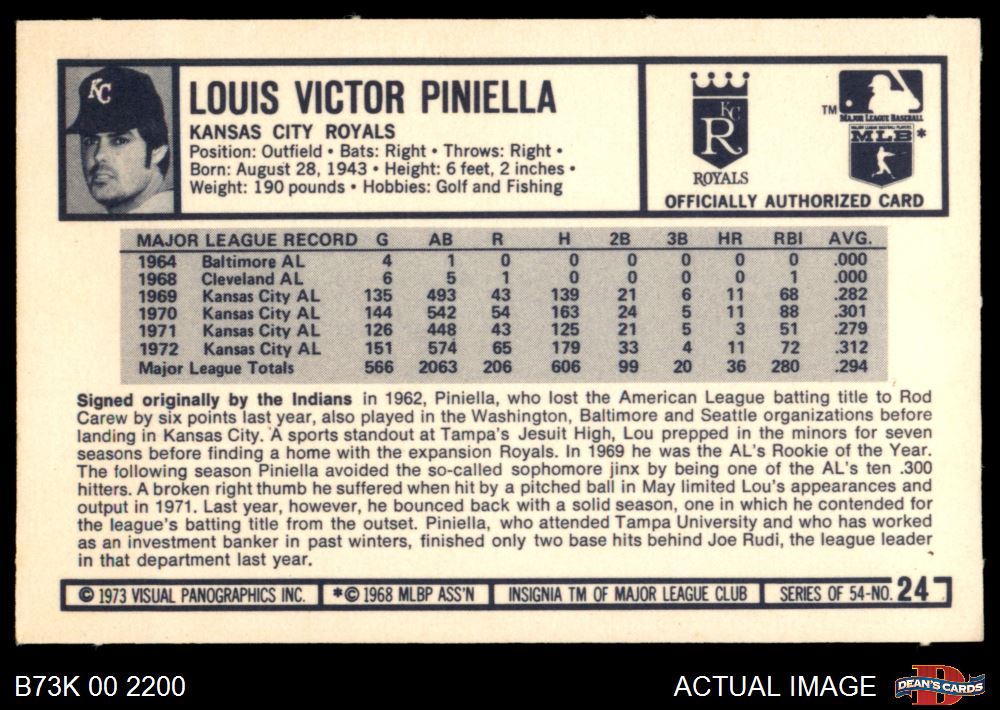 KC
LOUIS VICTOR PINIELLA
KANSAS CITY ROYALS
Position: Outfield • Bats: Right • Throws: Right •
Born: August 28, 1943 • Height: 6 feet, 2 inches •
Weight: 190 pounds • Hobbies: Golf and Fishing
KC
R
ROYALS
TM
MAJOR LEAGUE BASEBALL
MAJOR LEAGUE BASEBALL PLAYERS
MLB *
OFFICIALLY AUTHORIZED CARD
MAJOR LEAGUE RECORD G AB R H 2B 3B HR RBI AVG.
1964 Baltimore AL 4 1 0 0 0 0 0 0 .000
1968 Cleveland AL 6 5 1 0 0 0 0 1 .000
1969 Kansas City AL 135 493 43 139 21 6 11 68 .282
1970 Kansas City AL 144 542 54 163 24 5 11 88 .301
1971 Kansas City AL 126 448 43 125 21 5 3 51 .279
1972 Kansas City AL 151 574 65 179 33 4 11 72 .312
Major League Totals 566 2063 206 606 99 20 36 280 .294
Signed originally by the Indians in 1962, Piniella, who lost the American League batting title to Rod
Carew by six points last year, also played in the Washington, Baltimore and Seattle organizations before
landing in Kansas City. A sports standout at Tampa's Jesuit High, Lou prepped in the minors for seven
seasons before finding a home with the expansion Royals. In 1969 he was the AL's Rookie of the Year.
The following season Piniella avoided the so-called sophomore jinx by being one of the AL's ten .300
hitters. A broken right thumb he suffered when hit by a pitched ball in May limited Lou's appearances and
output in 1971. Last year, however, he bounced back with a solid season, one in which he contended for
the league's batting title from the outset. Piniella, who attended Tampa University and who has worked
as an investment banker in past winters, finished only two base hits behind Joe Rudi, the league leader
in that department last year.
© 1973 VISUAL PANOGRAPHICS INC. *© 1968 MLBP ASS'N INSIGNIA TM OF MAJOR LEAGUE CLUB SERIES OF 54-NO. 24
B73K 00 2200
ACTUAL IMAGE
D
DEAN'S CARDS